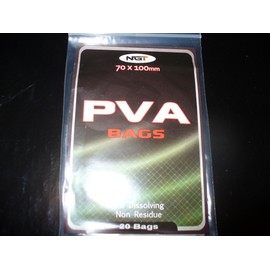 NGT
70 x 100mm
PVA
BAGS
Dissolving
Non Residue
20 Bags